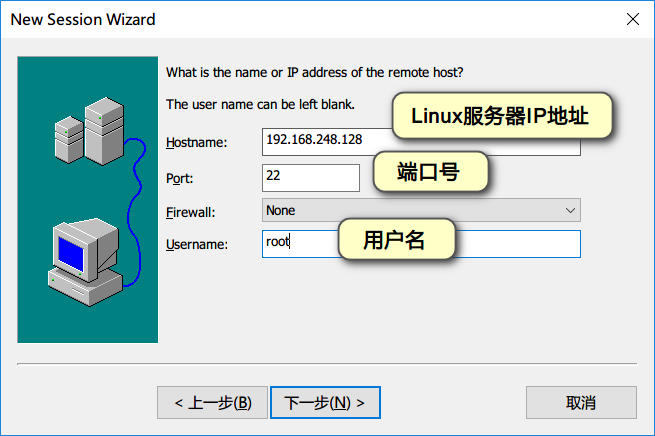 New Session Wizard
What is the name or IP address of the remote host?
The user name can be left blank.
Linux服务器IP地址
Hostname: 192.168.248.128
端口号
Port: 22
Firewall: None
用户名
Username: root
< 上一步(B) 下一步(N) > 取消